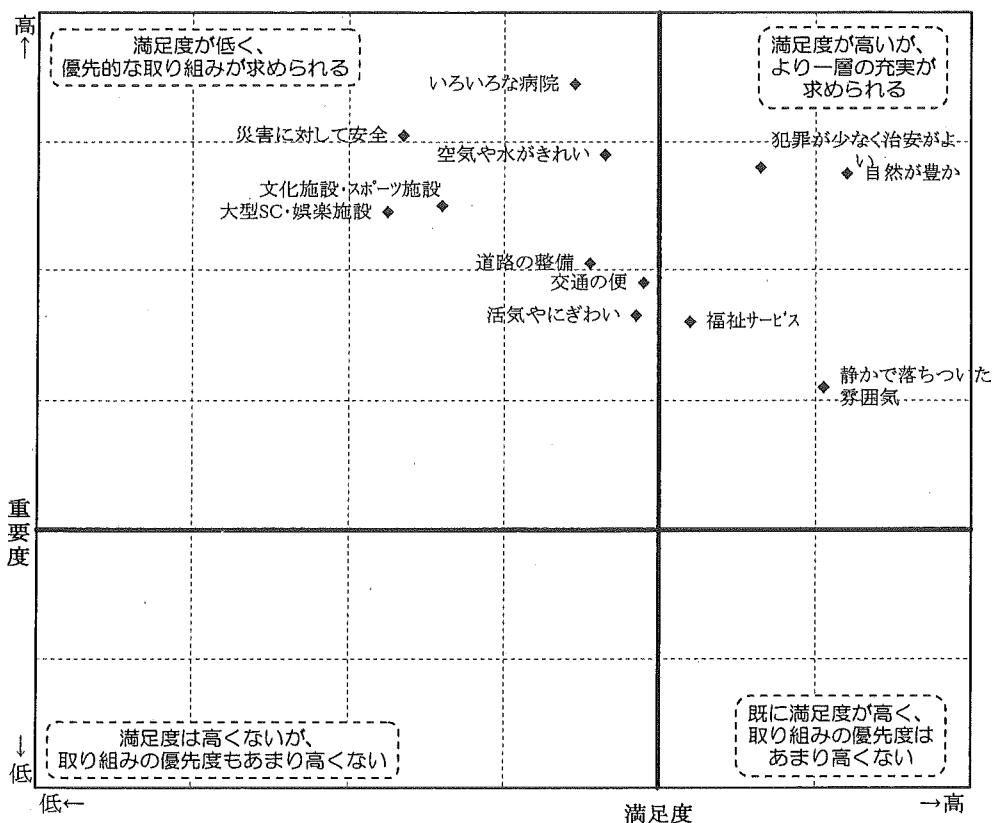 高
↑
満足度が低く、
優先的な取り組みが求められる
満足度が高いが、
より一層の充実が
求められる
いろいろな病院
災害に対して安全
空気や水がきれい
犯罪が少なく治安がよ
い
自然が豊か
文化施設・スポーツ施設
大型SC・娯楽施設
道路の整備
交通の便
活気やにぎわい
福祉サービス
静かで落ちついた
雰囲気
重要度
満足度は高くないが、
取り組みの優先度もあまり高くない
既に満足度が高く、
取り組みの優先度は
あまり高くない
↓
低
低←
満足度
→高